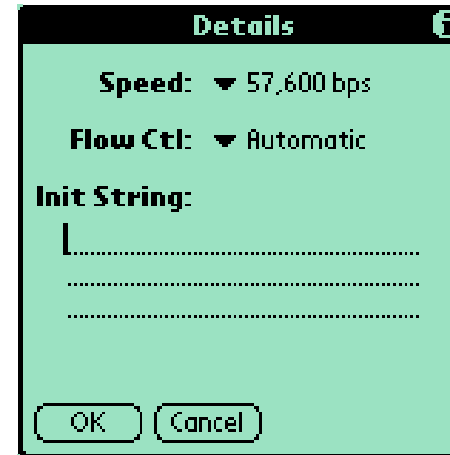 Details
Speed: 57,600 bps
Flow Ctl: Automatic
Init String:
OK Cancel